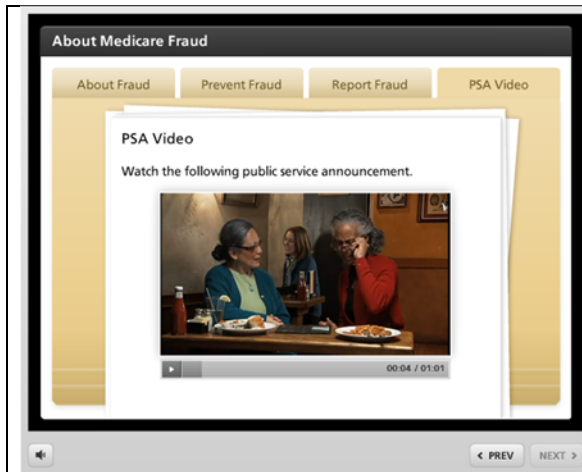 About Medicare Fraud
About Fraud
Prevent Fraud
Report Fraud
PSA Video
PSA Video
Watch the following public service announcement.
00:04 / 01:01
< PREV
NEXT >